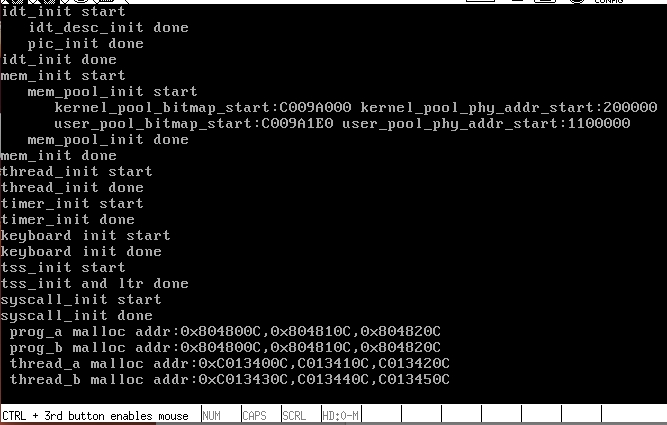 CONFIG
idt_init start
idt_desc_init done
pic_init done
idt_init done
mem_init start
mem_pool_init start
kernel_pool_bitmap_start:C009A000 kernel_pool_phy_addr_start:200000
user_pool_bitmap_start:C009A1E0 user_pool_phy_addr_start:1100000
mem_pool_init done
mem_init done
thread_init start
thread_init done
timer_init start
timer_init done
keyboard init start
keyboard init done
tss_init start
tss_init and ltr done
syscall_init start
syscall_init done
prog_a malloc addr:0x804800C,0x804810C,0x804820C
prog_b malloc addr:0x804800C,0x804810C,0x804820C
thread_a malloc addr:0xC013400C,C013410C,C013420C
thread_b malloc addr:0xC013430C,C013440C,C013450C
CTRL + 3rd button enables mouse NUM CAPS SCRL HD:0-M